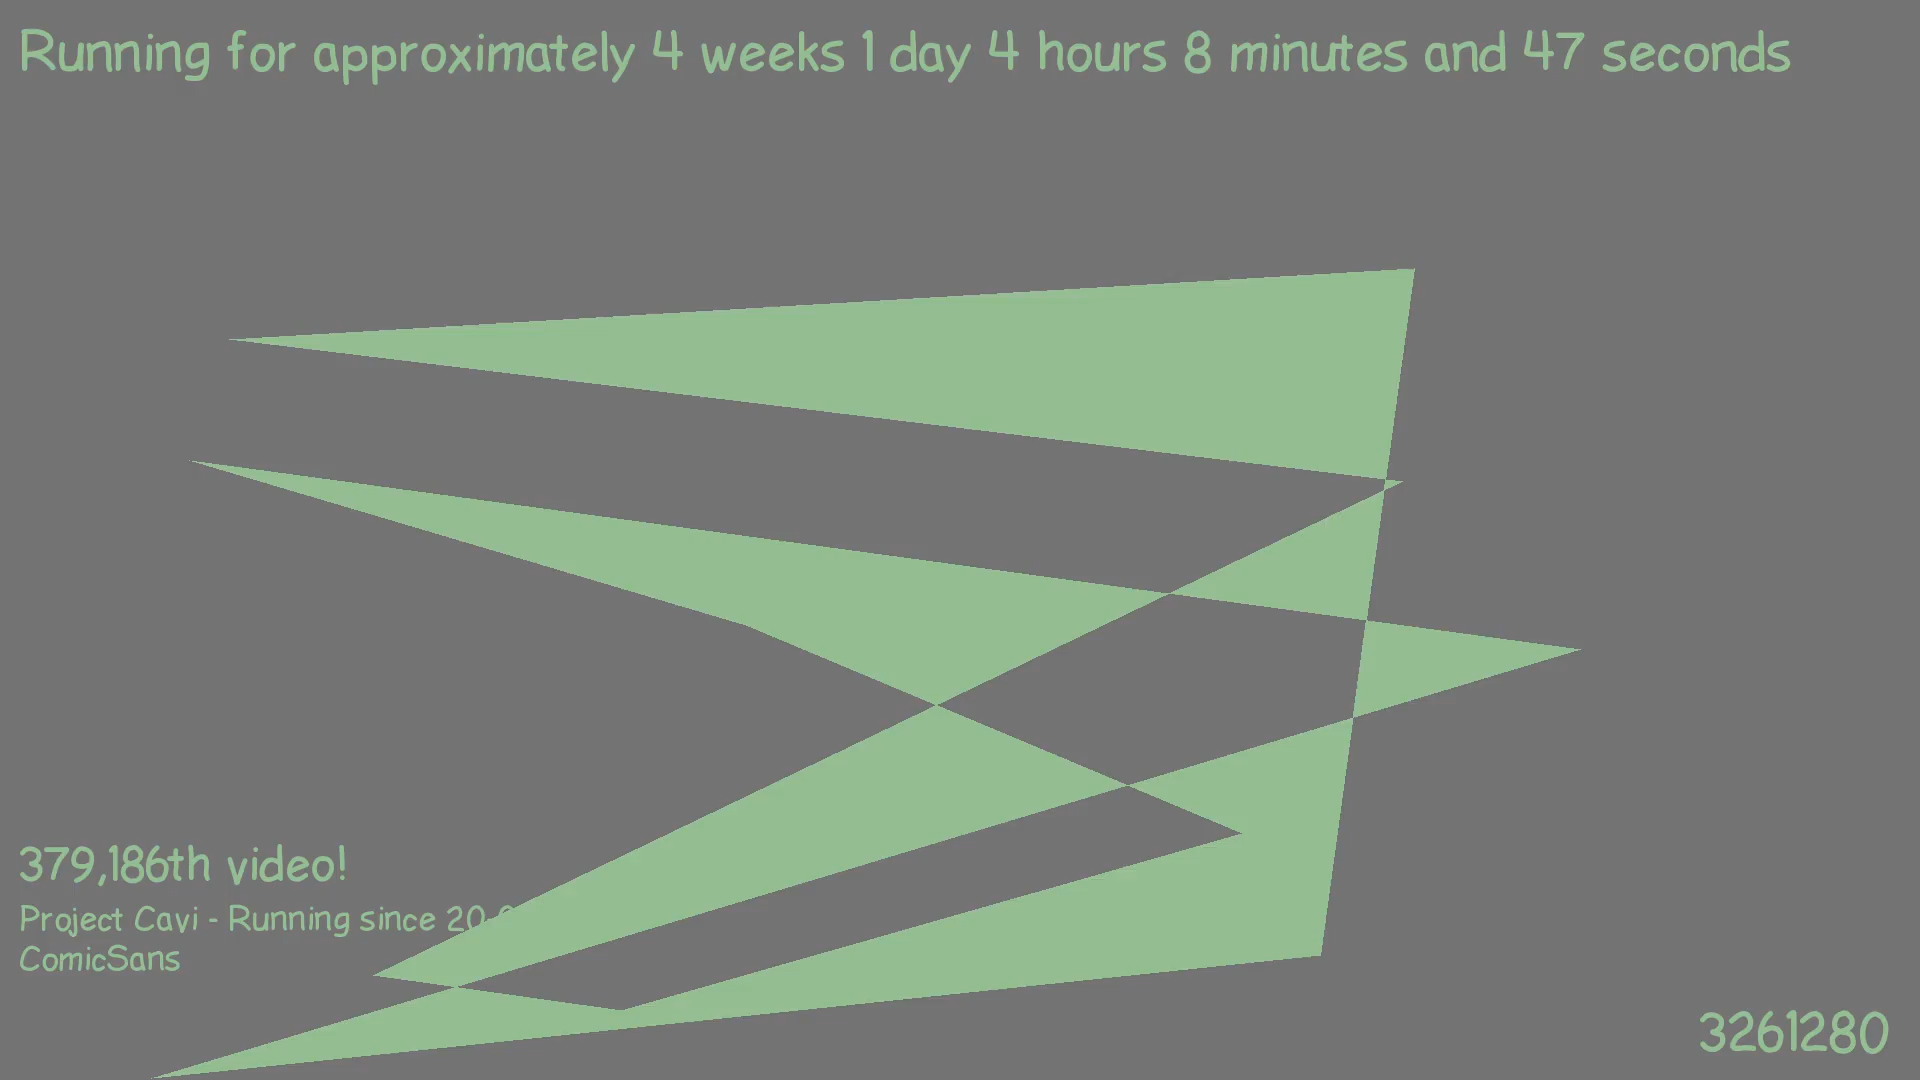 Running for approximately 4 weeks 1 day 4 hours 8 minutes and 47 seconds
379,186th video!
Project Cavi - Running since
ComicSans
3261280